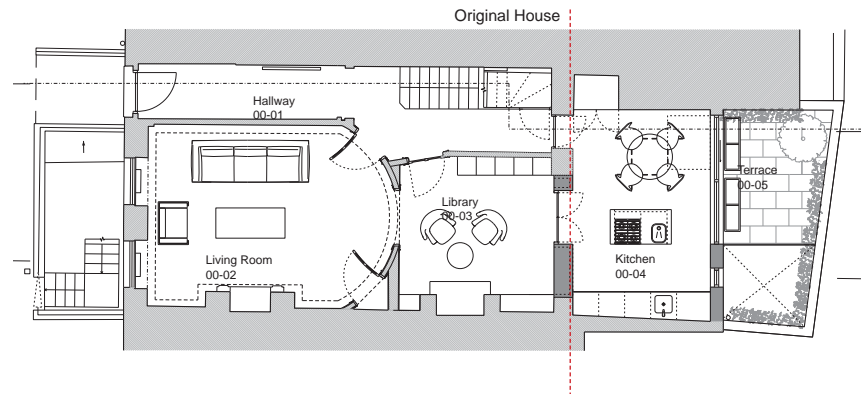 Original House
Hallway
00-01
Living Room
00-02
Library
00-03
Kitchen
00-04
Terrace
00-05